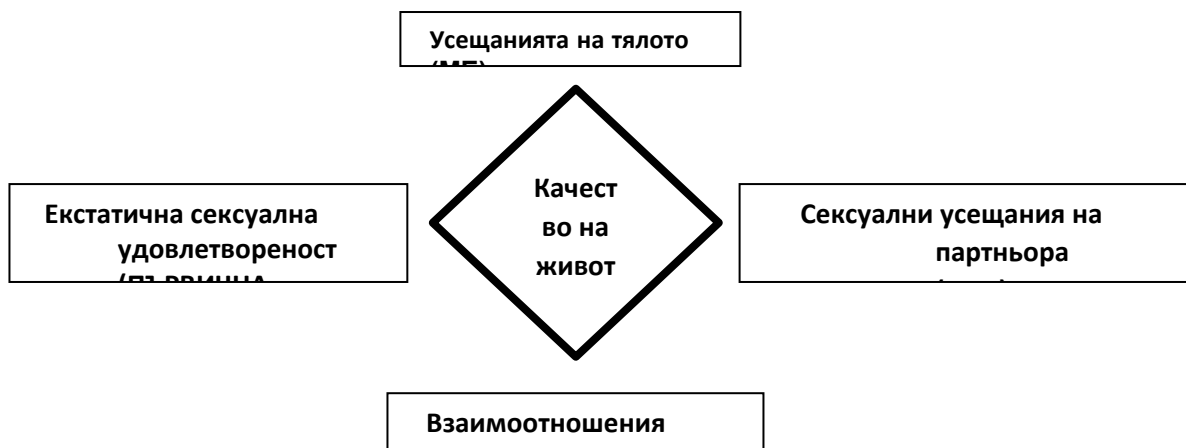 Усещанията на тялото
Екстатична сексуална
удовлетвореност
Качест
во на
живот
Сексуални усещания на
партньора
Взаимоотношения